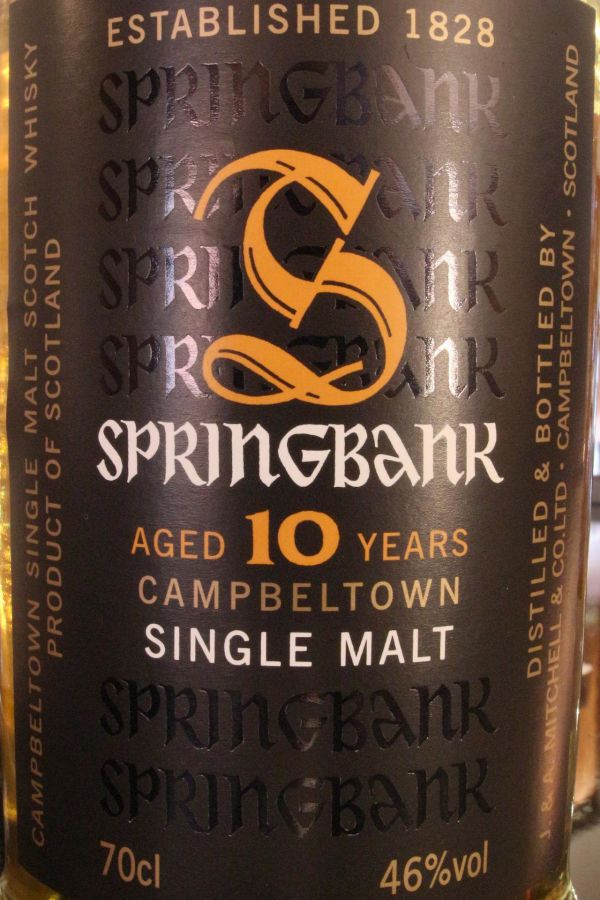 ESTABLISHED 1828
SPRINGBANK
SPRINGBANK
SPRINGBANK
SPRINGBANK
S
SPRINGBANK
AGED 10 YEARS
CAMPBELTOWN
SINGLE MALT
SPRINGBANK
SPRINGBANK
70cl
46%vol
CAMPBELTOWN SINGLE MALT SCOTCH WHISKY
PRODUCT OF SCOTLAND
DISTILLED & BOTTLED BY
J. & A. MITCHELL & CO. LTD · CAMPBELTOWN · SCOTLAND